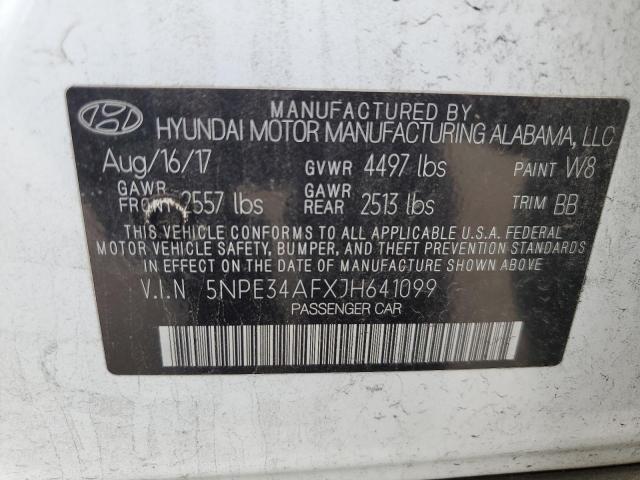 MANUFACTURED BY
HYUNDAI MOTOR MANUFACTURING ALABAMA, LLC
Aug/16/17 GVWR 4497 lbs PAINT W8
GAWR FRONT 2557 lbs GAWR REAR 2513 lbs TRIM BB
THIS VEHICLE CONFORMS TO ALL APPLICABLE U.S.A. FEDERAL
MOTOR VEHICLE SAFETY, BUMPER, AND THEFT PREVENTION STANDARDS
IN EFFECT ON THE DATE OF MANUFACTURE SHOWN ABOVE.
V.I.N 5NPE34AFXJH641099
PASSENGER CAR